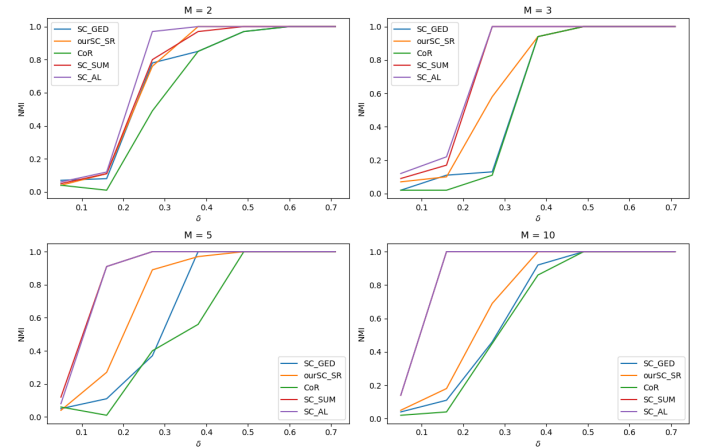 M = 2
NMI
1.0
0.8
0.6
0.4
0.2
0.0
SC_GED
ourSC_SR
CoR
SC_SUM
SC_AL
0.1 0.2 0.3 0.4 0.5 0.6 0.7
δ
M = 3
NMI
1.0
0.8
0.6
0.4
0.2
0.0
SC_GED
ourSC_SR
CoR
SC_SUM
SC_AL
0.1 0.2 0.3 0.4 0.5 0.6 0.7
δ
M = 5
NMI
1.0
0.8
0.6
0.4
0.2
0.0
SC_GED
ourSC_SR
CoR
SC_SUM
SC_AL
0.1 0.2 0.3 0.4 0.5 0.6 0.7
δ
M = 10
NMI
1.0
0.8
0.6
0.4
0.2
0.0
SC_GED
ourSC_SR
CoR
SC_SUM
SC_AL
0.1 0.2 0.3 0.4 0.5 0.6 0.7
δ